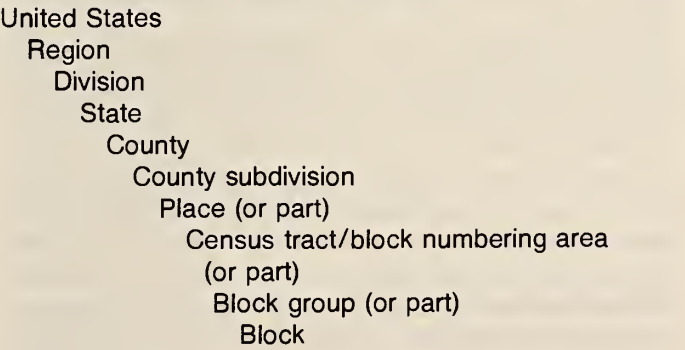 United States
Region
Division
State
County
County subdivision
Place (or part)
Census tract/block numbering area
(or part)
Block group (or part)
Block